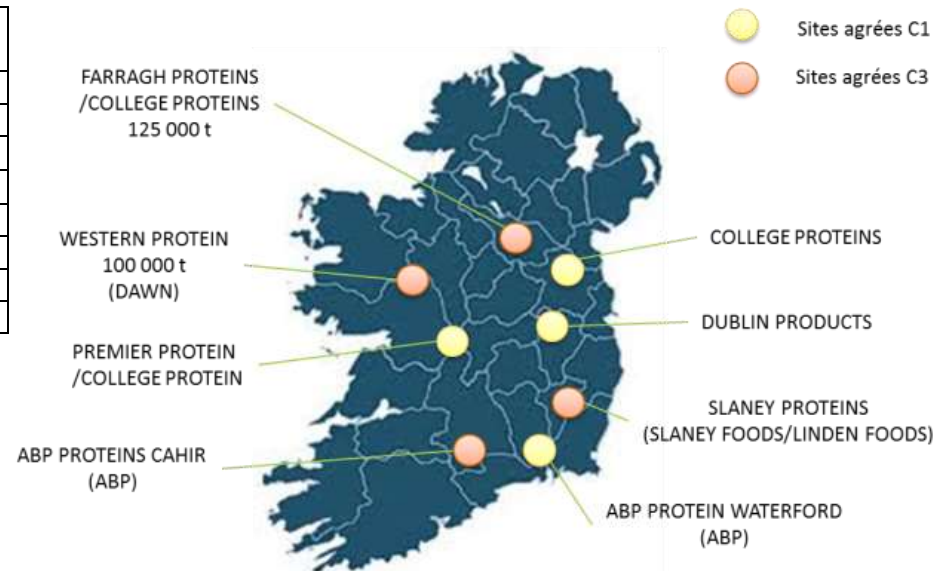 Sites agrées C1
Sites agrées C3
FARRAGH PROTEINS
/COLLEGE PROTEINS
125 000 t
WESTERN PROTEIN
100 000 t
(DAWN)
PREMIER PROTEIN
/COLLEGE PROTEIN
ABP PROTEINS CAHIR
(ABP)
COLLEGE PROTEINS
DUBLIN PRODUCTS
SLANEY PROTEINS
(SLANEY FOODS/LINDEN FOODS)
ABP PROTEIN WATERFORD
(ABP)